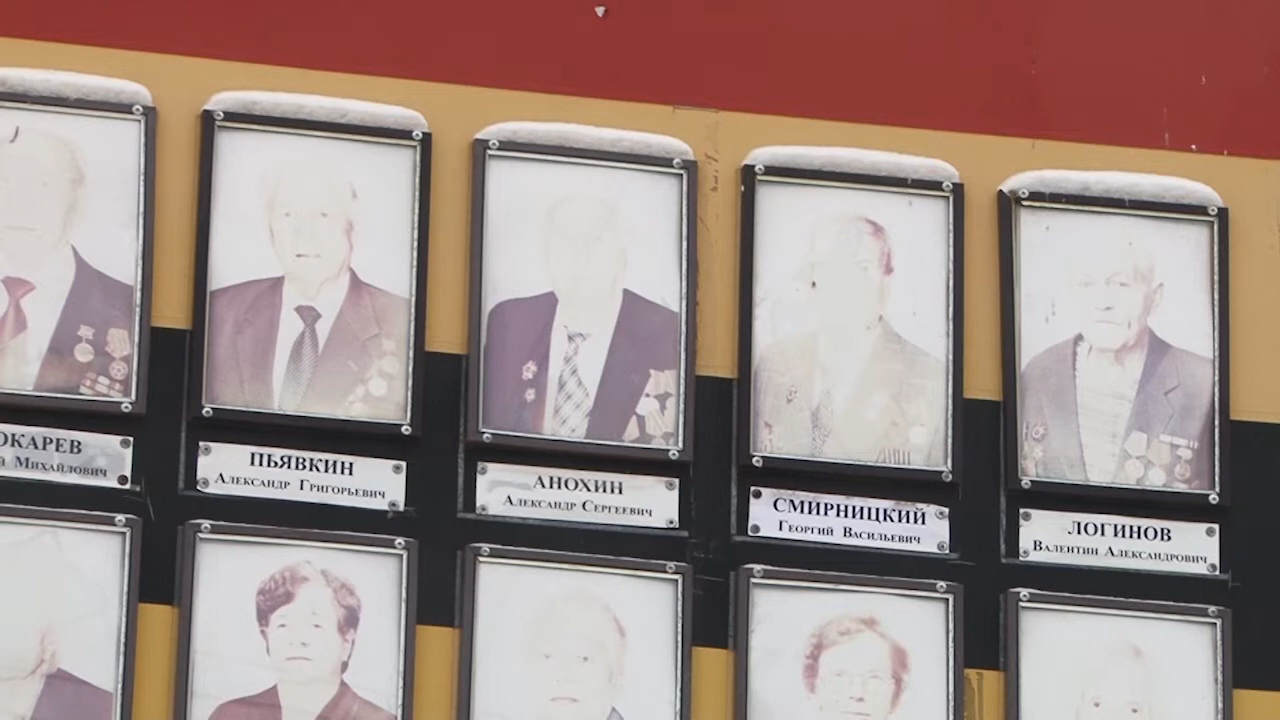 ОКАРЕВ
МИХАЙЛОВИЧ
ПЬЯВКИН
АЛЕКСАНДР ГРИГОРЬЕВИЧ
АНОХИН
АЛЕКСАНДР СЕРГЕЕВИЧ
СМИРНИЦКИЙ
ГЕОРГИЙ ВАСИЛЬЕВИЧ
ЛОГИНОВ
ВАЛЕНТИН АЛЕКСАНДРОВИЧ